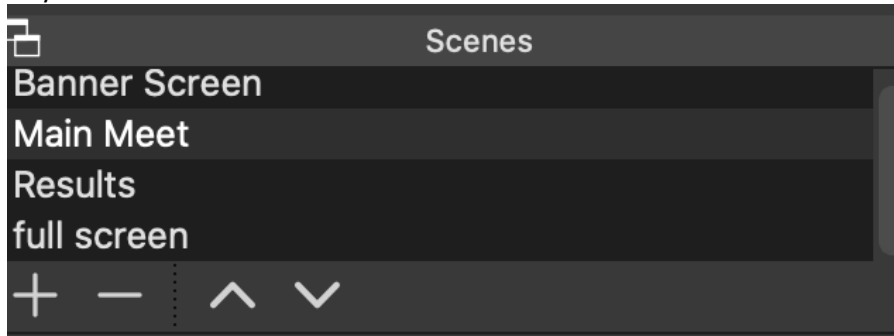 Scenes
Banner Screen
Main Meet
Results
full screen